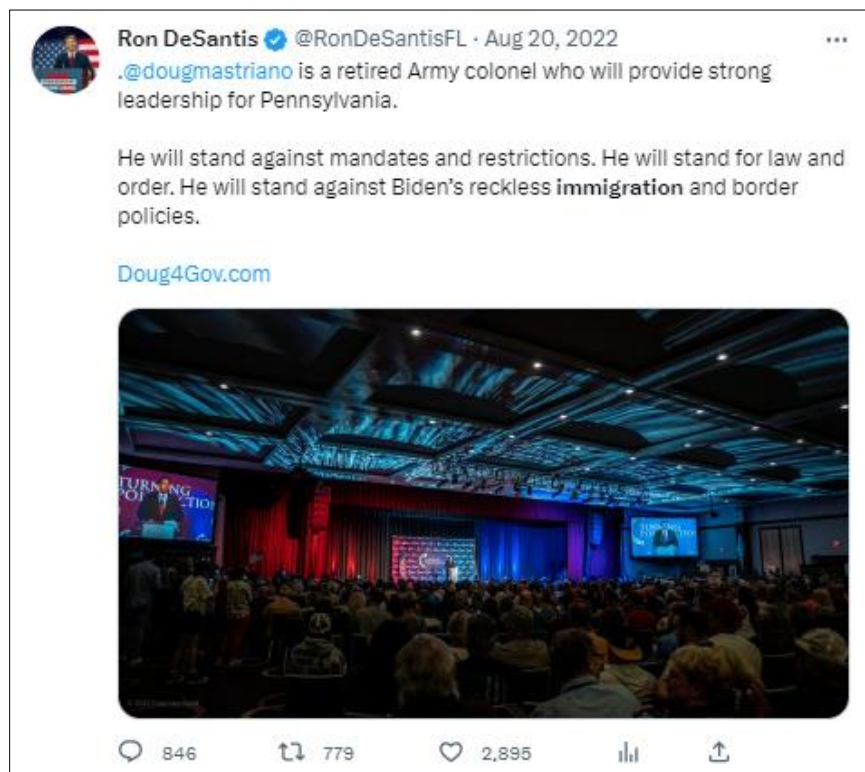 Ron DeSantis @RonDeSantisFL · Aug 20, 2022
.@dougmastriano is a retired Army colonel who will provide strong
leadership for Pennsylvania.
He will stand against mandates and restrictions. He will stand for law and
order. He will stand against Biden's reckless immigration and border
policies.
Doug4Gov.com
TURNING
TURNING
846 779 2,895